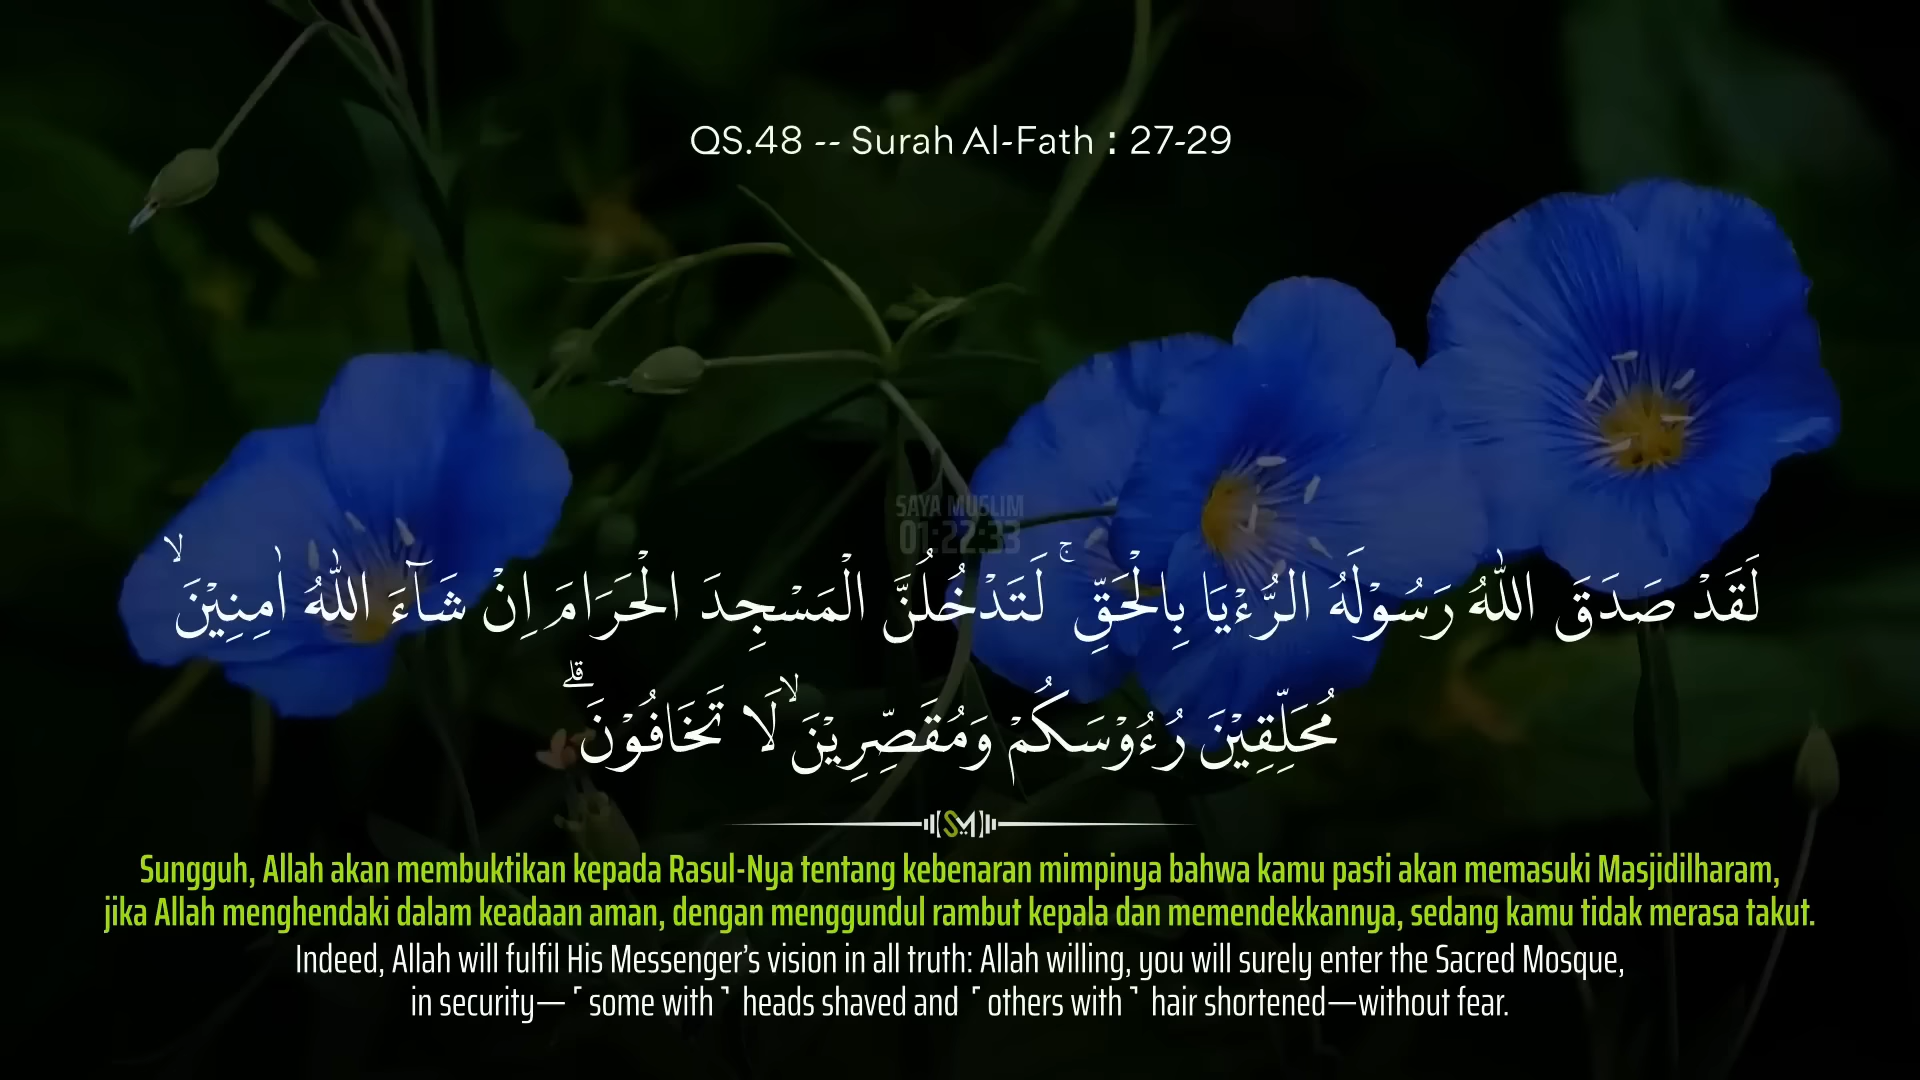 QS.48 -- Surah Al-Fath : 27-29
SAYA MUSLIM
01:22:33
لَقَدْ صَدَقَ اللّٰهُ رَسُوْلَهُ الرُّءْيَا بِالْحَقِّ ۚ لَتَدْخُلُنَّ الْمَسْجِدَ الْحَرَامَ اِنْ شَاۤءَ اللّٰهُ اٰمِنِيْنَ ۙ
مُحَلِّقِيْنَ رُءُوْسَكُمْ وَمُقَصِّرِيْنَ ۙ لَا تَخَافُوْنَ ۗ
SM
Sungguh, Allah akan membuktikan kepada Rasul-Nya tentang kebenaran mimpinya bahwa kamu pasti akan memasuki Masjidilharam,
jika Allah menghendaki dalam keadaan aman, dengan menggundul rambut kepala dan memendekkannya, sedang kamu tidak merasa takut.
Indeed, Allah will fulfil His Messenger’s vision in all truth: Allah willing, you will surely enter the Sacred Mosque,
in security—˹some with˺ heads shaved and ˹others with˺ hair shortened—without fear.